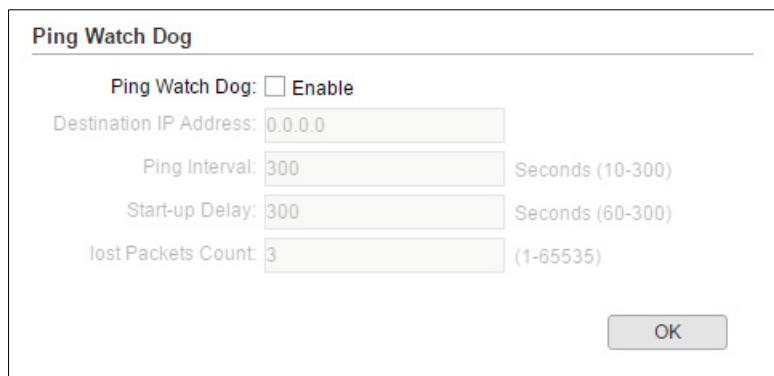 Ping Watch Dog
Ping Watch Dog: Enable
Destination IP Address: 0.0.0.0
Ping Interval: 300 Seconds (10-300)
Start-up Delay: 300 Seconds (60-300)
lost Packets Count: 3 (1-65535)
OK